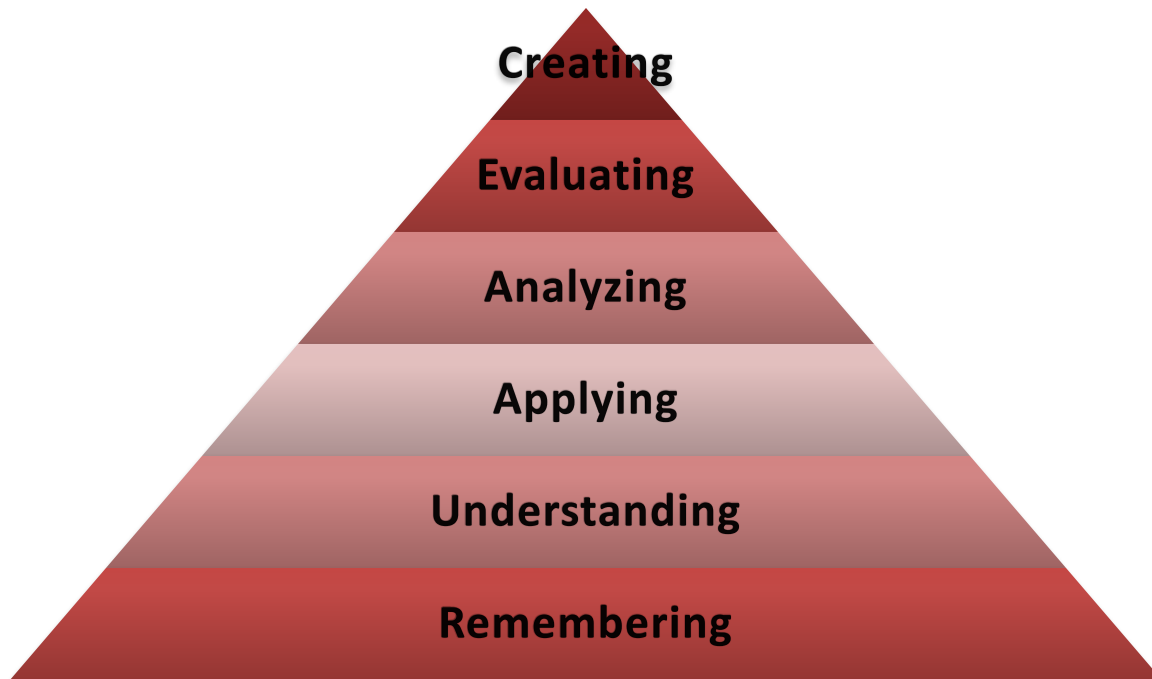 Creating
Evaluating
Analyzing
Applying
Understanding
Remembering